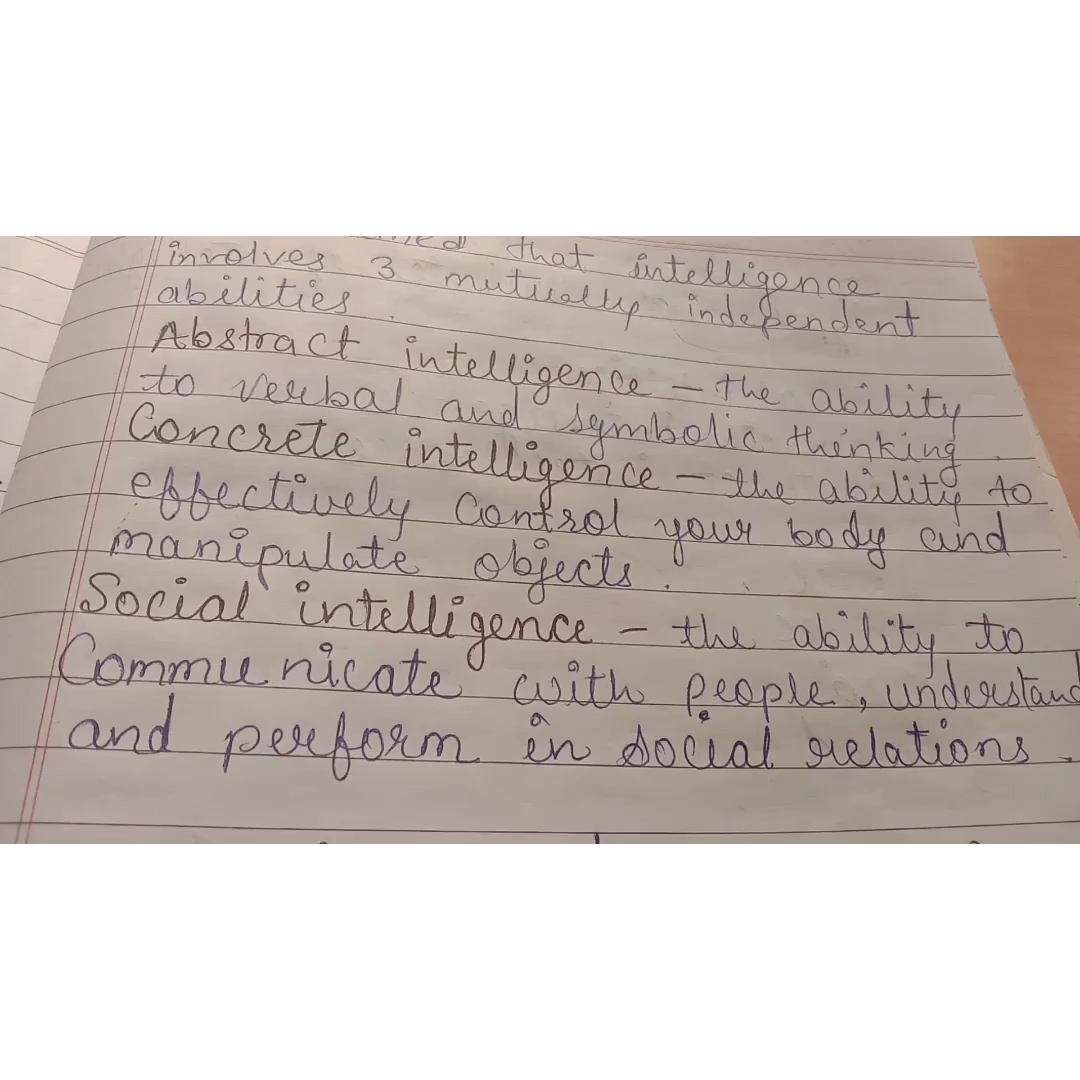 that intelligence
involves 3 mutually independent
abilities.
Abstract intelligence - the ability
to verbal and symbolic thinking.
Concrete intelligence - the ability to
effectively control your body and
manipulate objects.
Social intelligence - the ability to
Communicate with people, understand
and perform in social relations.